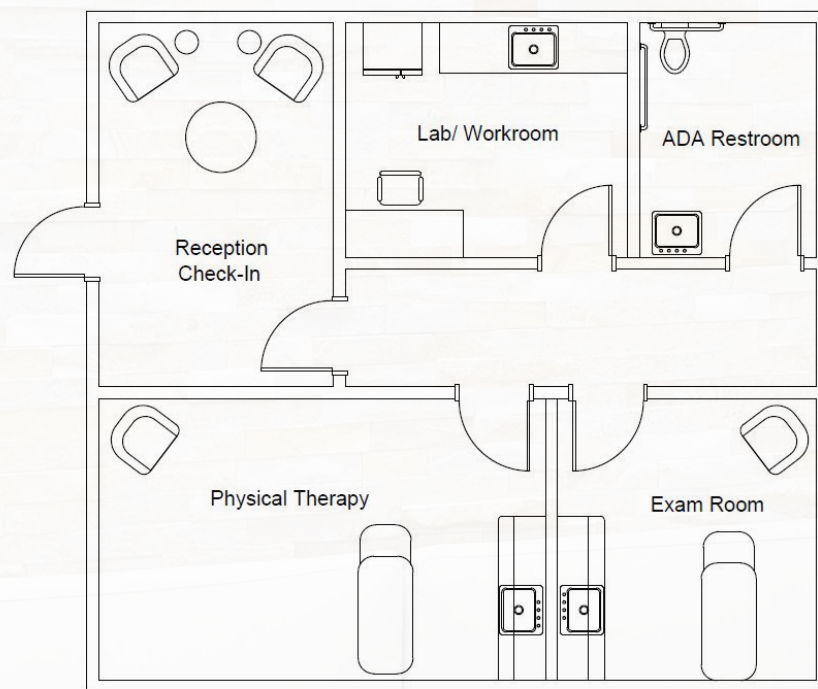 Lab/ Workroom
ADA Restroom
Reception
Check-In
Physical Therapy
Exam Room